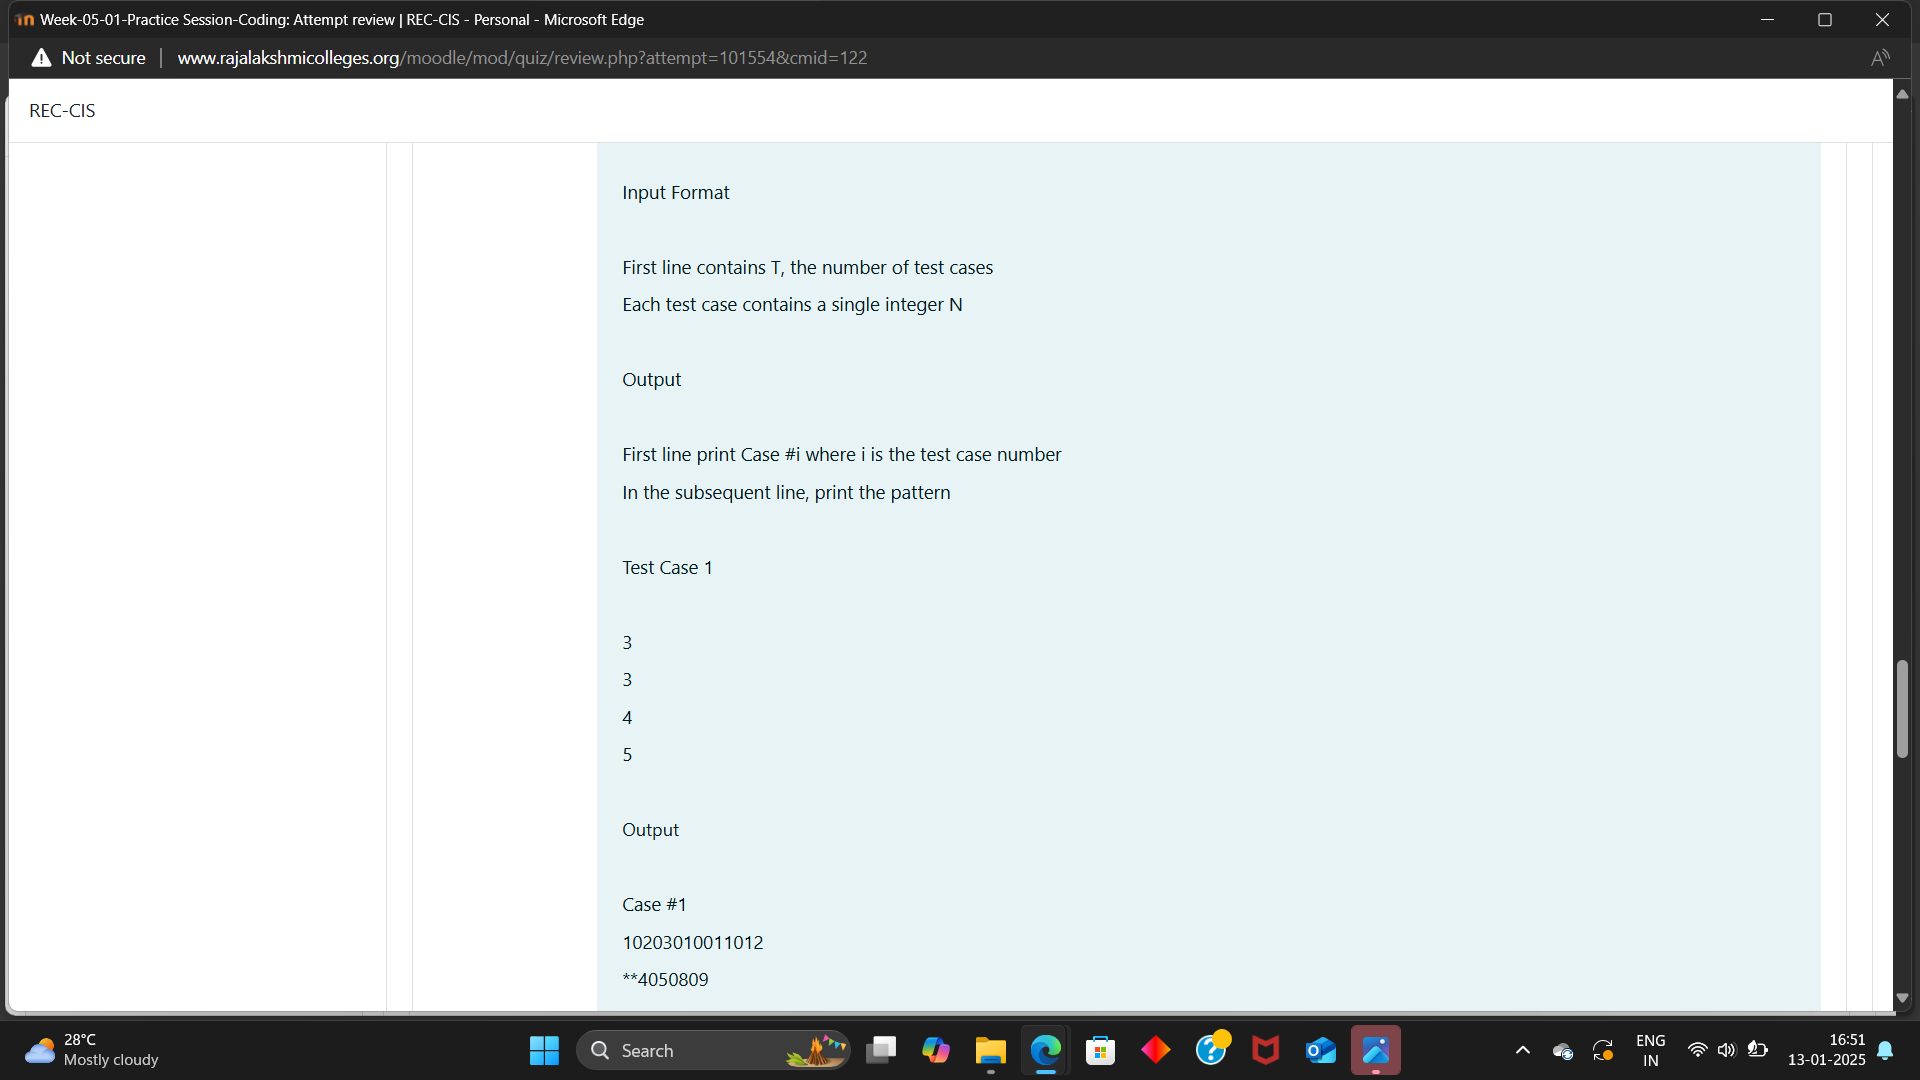 Week-05-01-Practice Session-Coding: Attempt review | REC-CIS - Personal - Microsoft Edge
Not secure | www.rajalakshmicolleges.org/moodle/mod/quiz/review.php?attempt=101554&cmid=122
REC-CIS
Input Format
First line contains T, the number of test cases
Each test case contains a single integer N
Output
First line print Case #i where i is the test case number
In the subsequent line, print the pattern
Test Case 1
3
3
4
5
Output
Case #1
10203010011012
**4050809
28°C
Mostly cloudy
Search
ENG
IN
16:51
13-01-2025